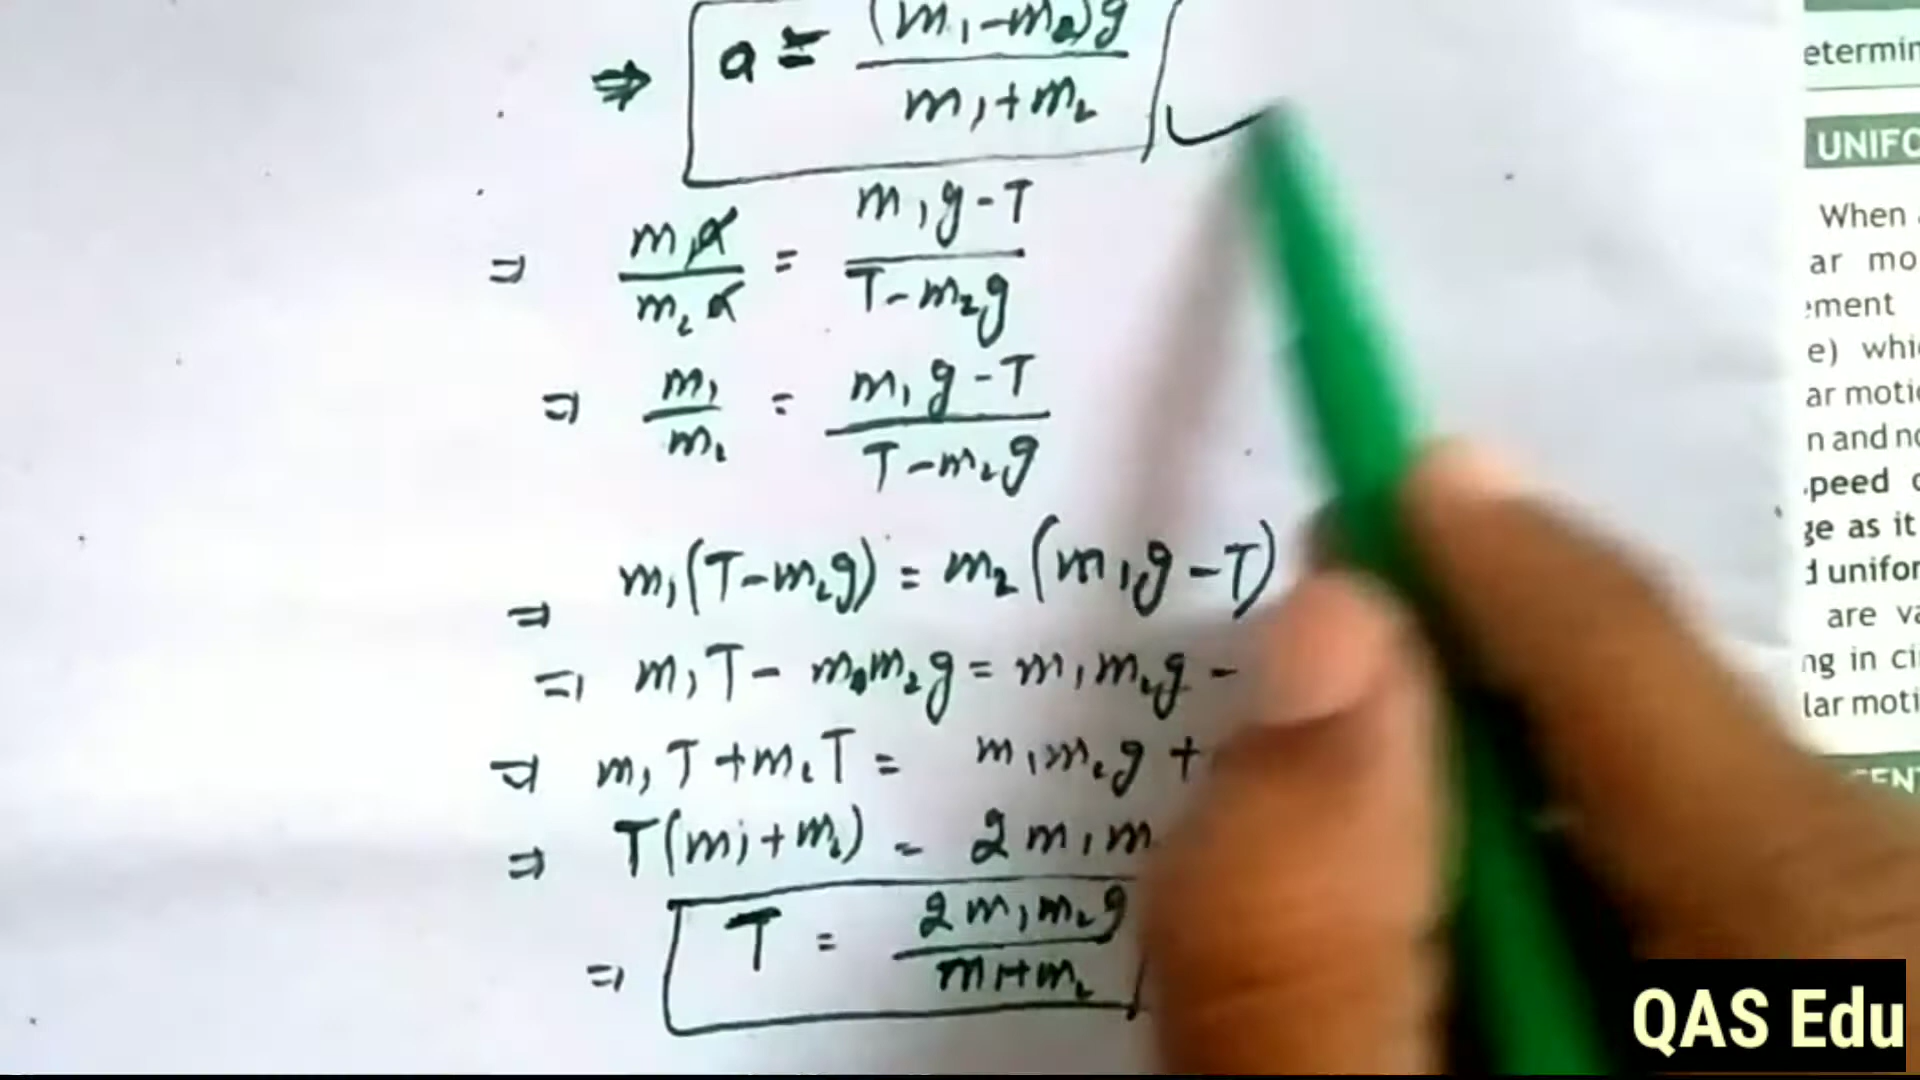 ⇒ a = (m₁-m₂)g / m₁+m₂
⇒ m₁a / m₂a = m₁g-T / T-m₂g
⇒ m₁ / m₂ = m₁g-T / T-m₂g
⇒ m₁(T-m₂g) = m₂(m₁g-T)
⇒ m₁T - m₁m₂g = m₁m₂g -
⇒ m₁T + m₂T = m₁m₂g +
⇒ T(m₁+m₂) = 2m₁m
⇒ T = 2m₁m₂g / m₁+m₂
etermin
UNIFO
When
ar mo
ement
e) whi
ar moti
n and no
peed
ge as it
d unifor
are va
ng in ci
lar moti
CENT
QAS Edu